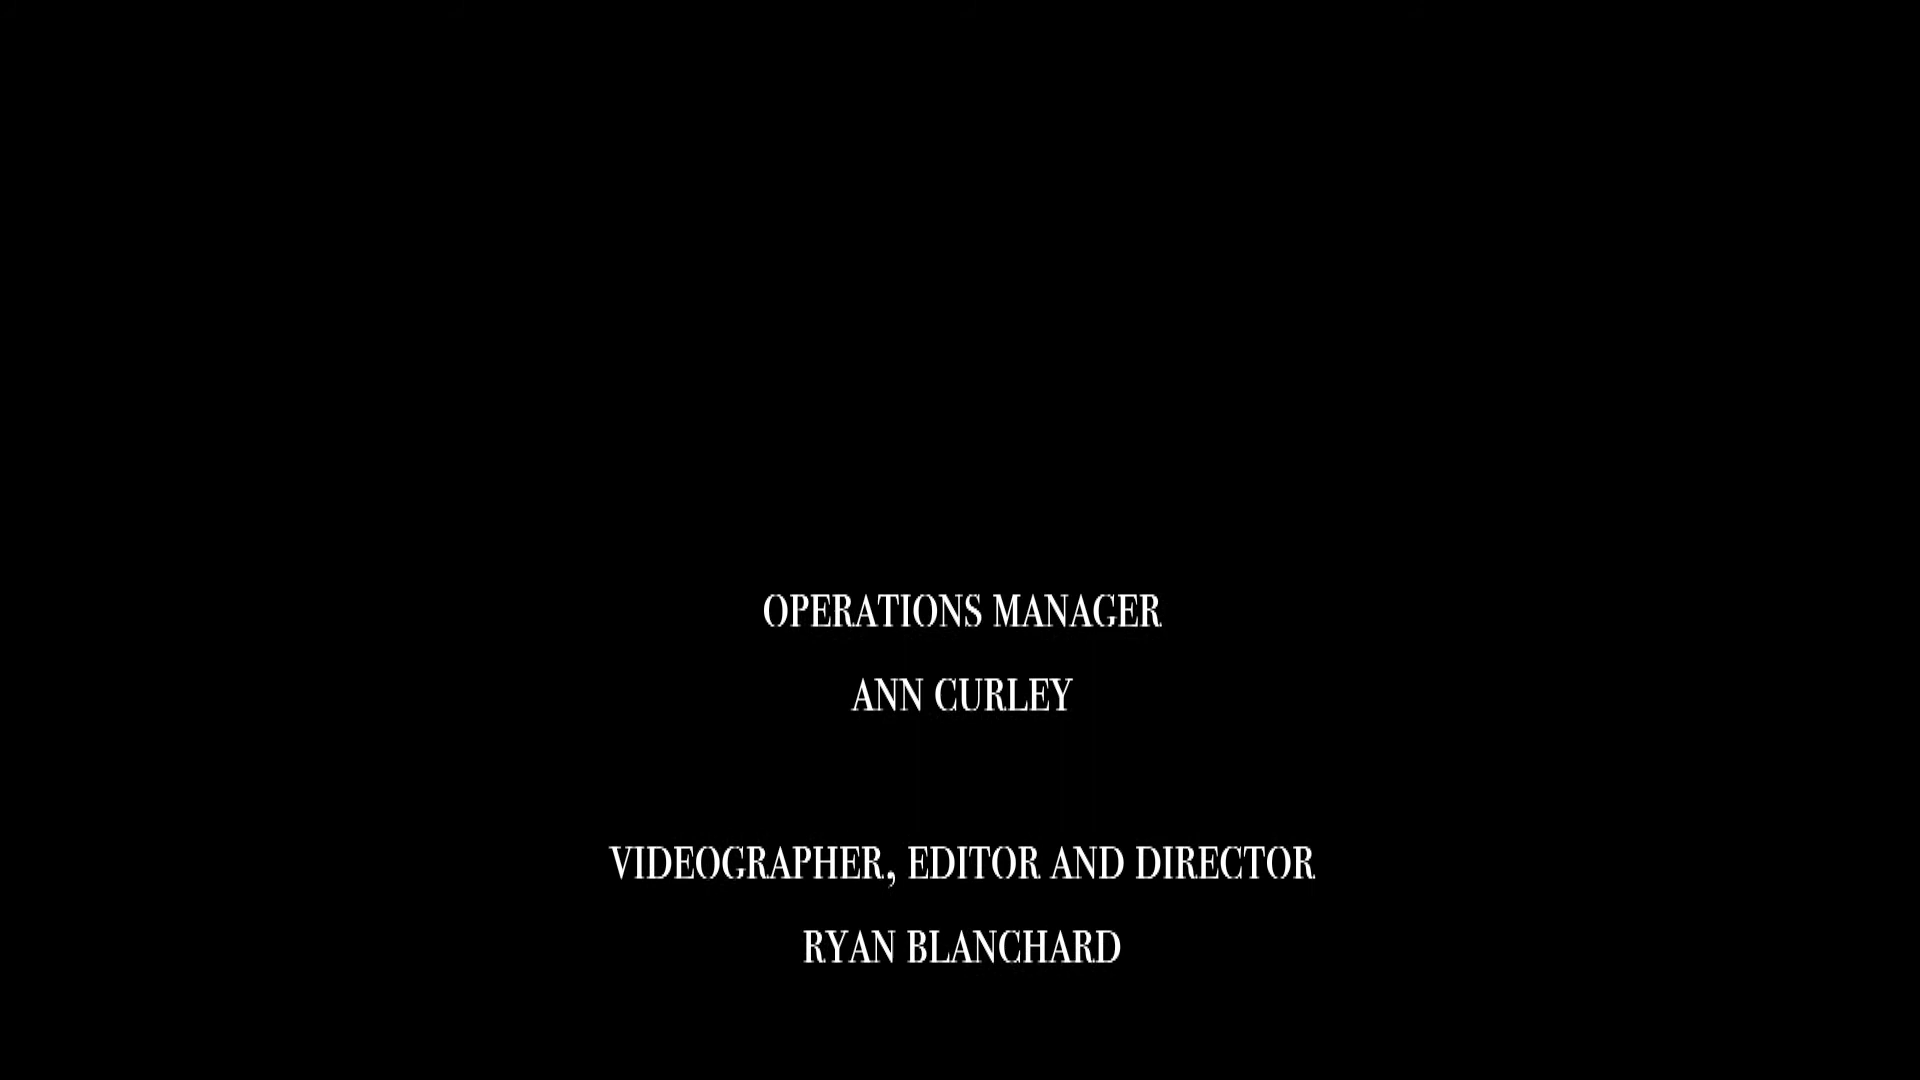 OPERATIONS MANAGER
ANN CURLEY
VIDEOGRAPHER, EDITOR AND DIRECTOR
RYAN BLANCHARD